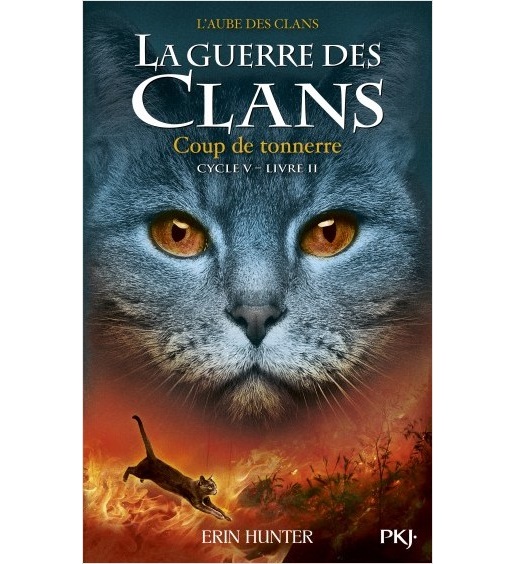 L'AUBE DES CLANS
LA GUERRE DES
CLANS
Coup de tonnerre
CYCLE V – LIVRE II
ERIN HUNTER
PKJ·